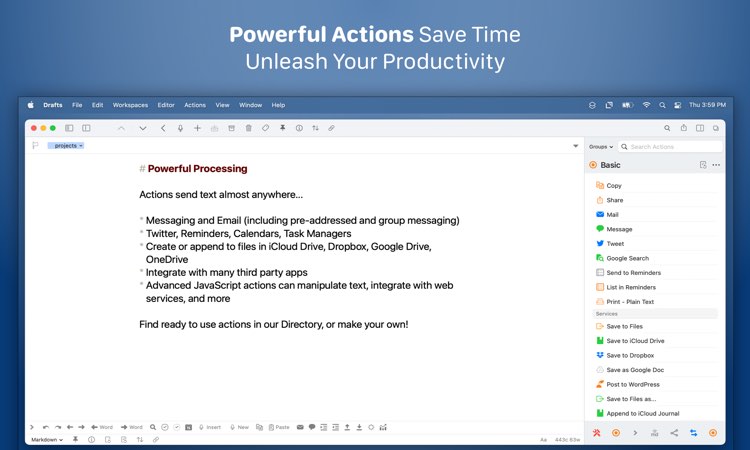 Powerful Actions Save Time
Unleash Your Productivity
Drafts File Edit Workspaces Editor Actions View Window Help
Thu 3:59 PM
projects
Groups
Search Actions
Basic
# Powerful Processing
Actions send text almost anywhere...
* Messaging and Email (including pre-addressed and group messaging)
* Twitter, Reminders, Calendars, Task Managers
* Create or append to files in iCloud Drive, Dropbox, Google Drive,
OneDrive
* Integrate with many third party apps
* Advanced JavaScript actions can manipulate text, integrate with web
services, and more
Find ready to use actions in our Directory, or make your own!
Copy
Share
Mail
Message
Tweet
Google Search
Send to Reminders
List in Reminders
Print - Plain Text
Services
Save to Files
Save to iCloud Drive
Save to Dropbox
Save as Google Doc
Post to WordPress
Save to Files as...
Append to iCloud Journal
Word Word Insert New Paste
Markdown
Aa 443c 63w